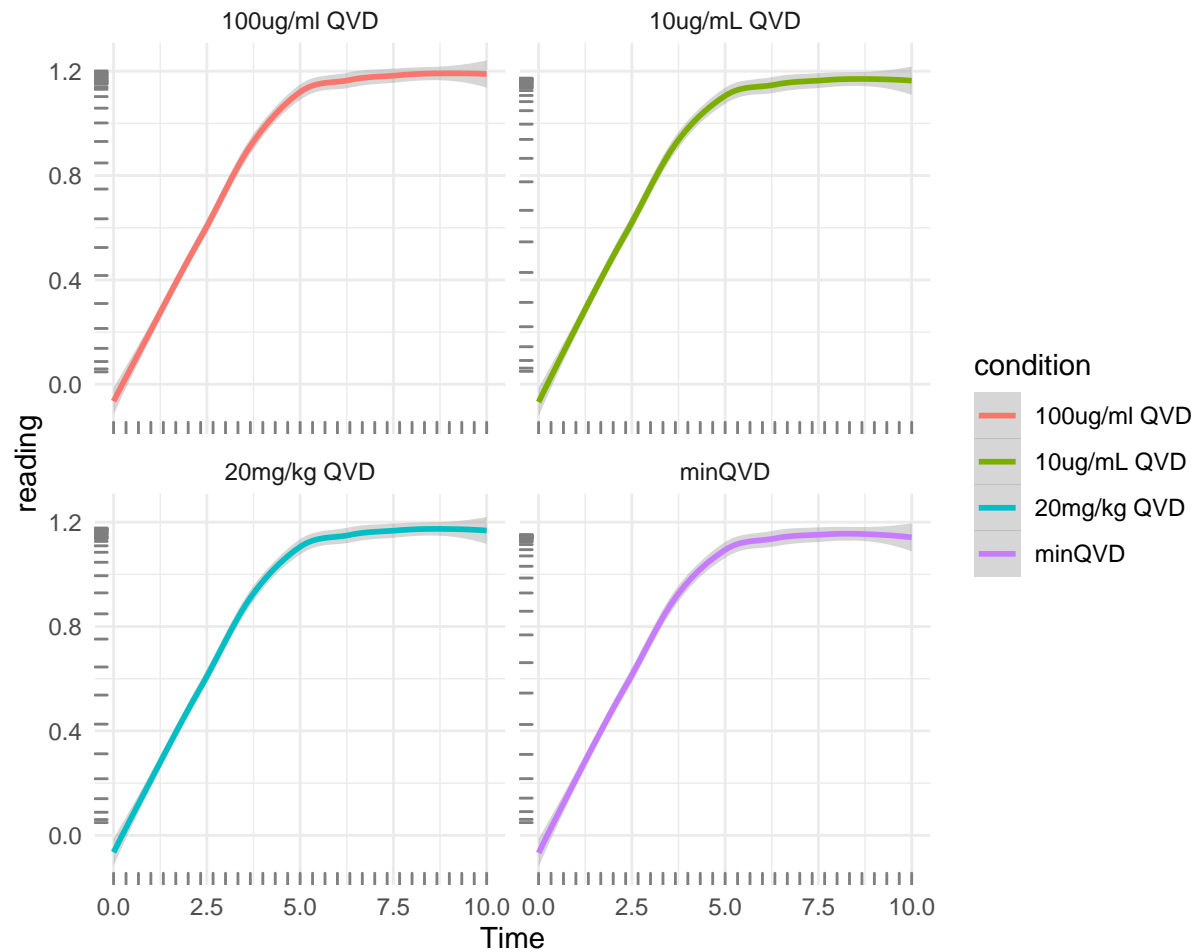 100ug/ml QVD
10ug/mL QVD
1.2
0.8
0.4
0.0
reading
20mg/kg QVD
minQVD
1.2
0.8
0.4
0.0
0.0 2.5 5.0 7.5 10.0
0.0 2.5 5.0 7.5 10.0
Time
condition
100ug/ml QVD
10ug/mL QVD
20mg/kg QVD
minQVD